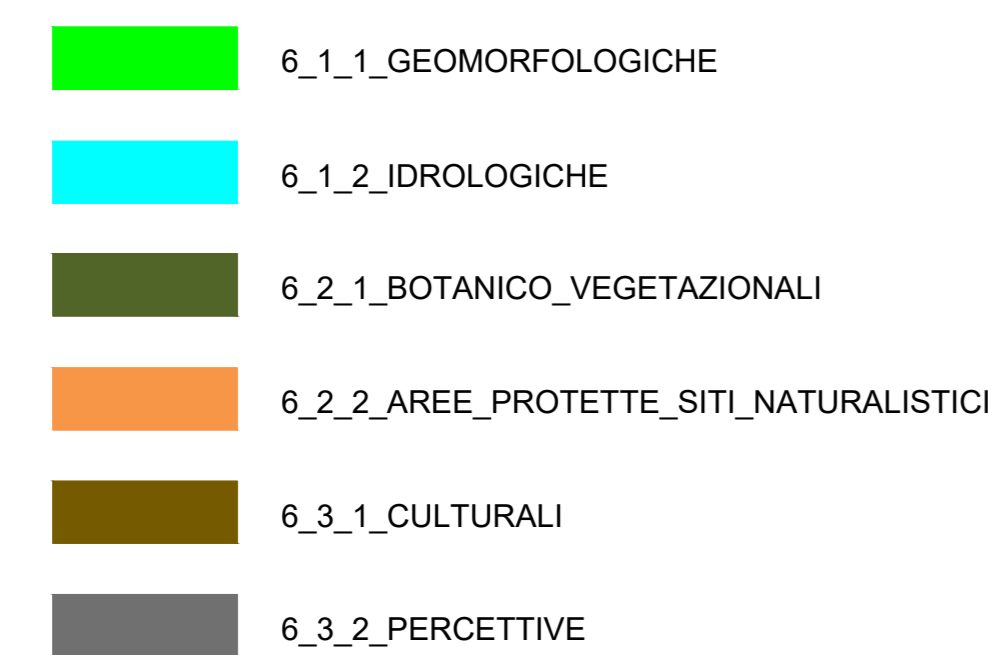 6_1_1_GEOMORFOLOGICHE
6_1_2_IDROLOGICHE
6_2_1_BOTANICO_VEGETAZIONALI
6_2_2_AREE_PROTETTE_SITI_NATURALISTICI
6_3_1_CULTURALI
6_3_2_PERCETTIVE